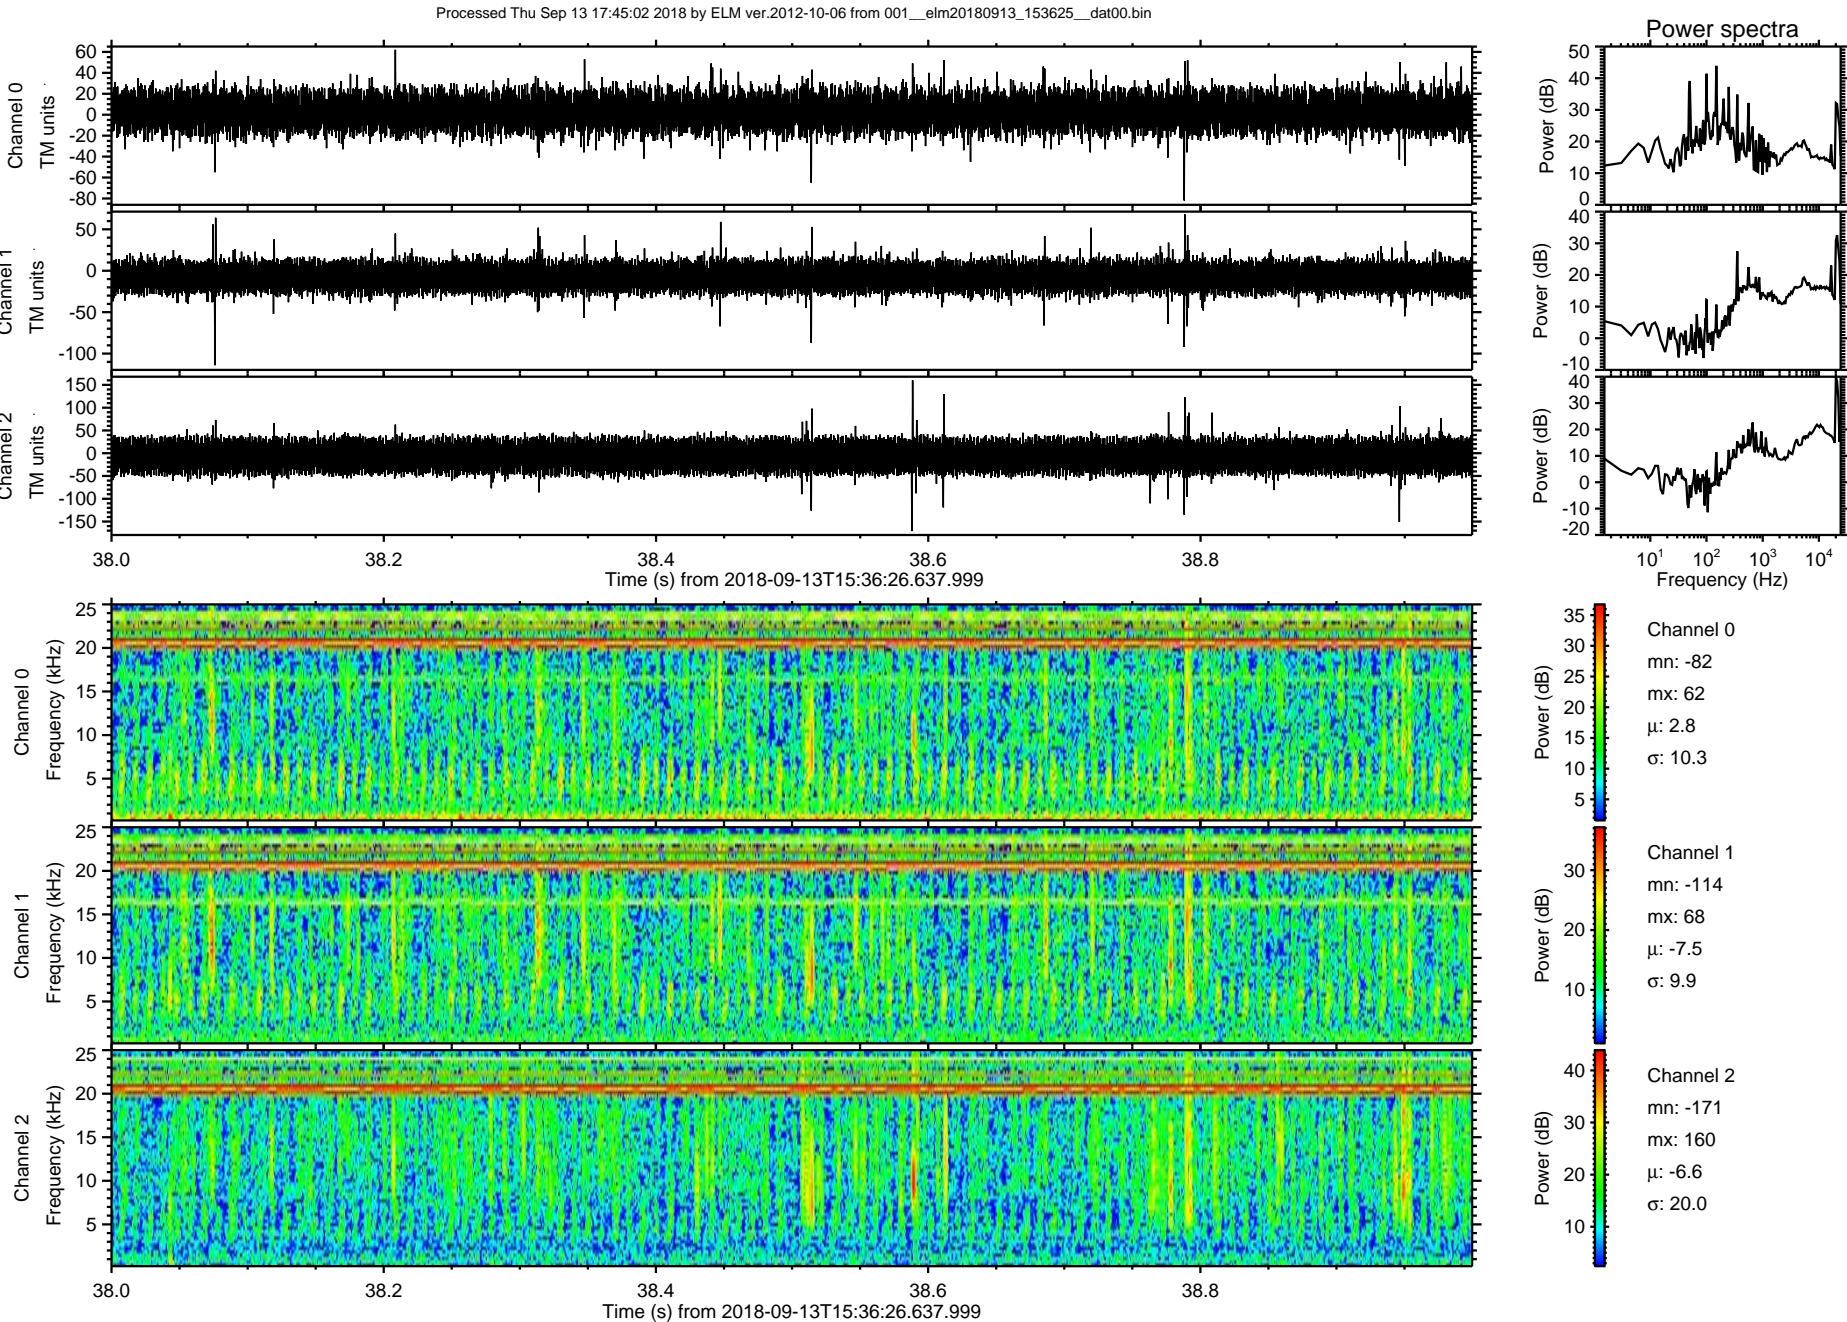 Processed Thu Sep 13 17:45:02 2018 by ELM ver.2012-10-06 from 001__elm20180913_153625__dat00.bin
Power spectra
Channel 0
TM units
60
40
20
0
-20
-40
-60
-80
Power (dB)
50
40
30
20
10
0
Channel 1
TM units
50
0
-50
-100
Power (dB)
40
30
20
10
0
-10
Channel 2
TM units
150
100
50
0
-50
-100
-150
Power (dB)
40
30
20
10
0
-10
-20
38.0 38.2 38.4 38.6 38.8
Time (s) from 2018-09-13T15:36:26.637.999
10¹ 10² 10³ 10⁴
Frequency (Hz)
Channel 0
Frequency (kHz)
25
20
15
10
5
Power (dB)
35
30
25
20
15
10
5
Channel 0
mn: -82
mx: 62
μ: 2.8
σ: 10.3
Channel 1
Frequency (kHz)
25
20
15
10
5
Power (dB)
30
20
10
Channel 1
mn: -114
mx: 68
μ: -7.5
σ: 9.9
Channel 2
Frequency (kHz)
25
20
15
10
5
Power (dB)
40
30
20
10
Channel 2
mn: -171
mx: 160
μ: -6.6
σ: 20.0
38.0 38.2 38.4 38.6 38.8
Time (s) from 2018-09-13T15:36:26.637.999